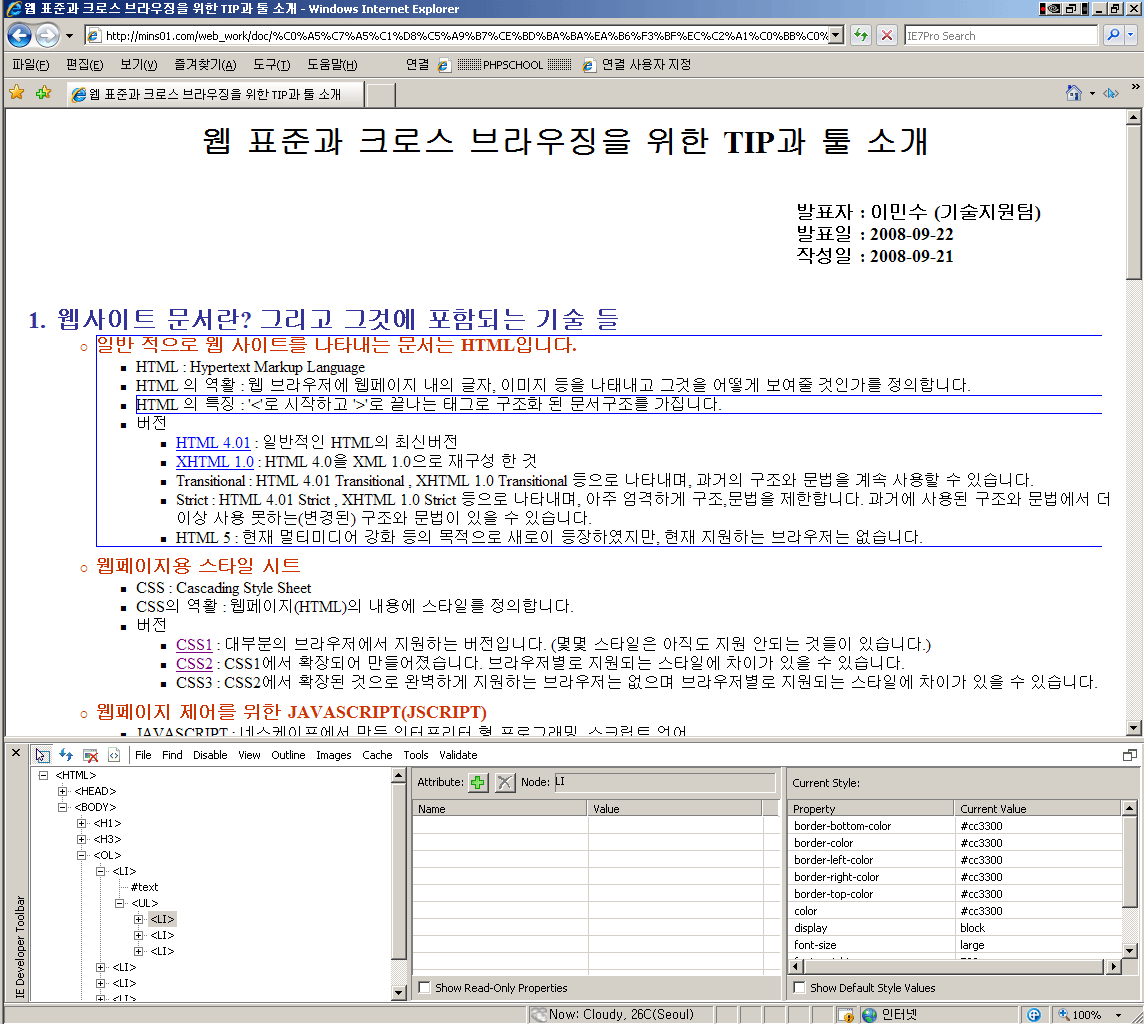 웹 표준과 크로스 브라우징을 위한 TIP과 툴 소개 - Windows Internet Explorer
http://mins01.com/web_work/doc/%C0%A5%C7%A5%C1%D8%C5%A9%B7%CE%BD%BA%BA%EA%B6%F3%BF%EC%C2%A1%C0%BB%C0%
IE7Pro Search
파일(F) 편집(E) 보기(V) 즐겨찾기(A) 도구(T) 도움말(H) 연결 PHPSCHOOL 연결 사용자 지정
웹 표준과 크로스 브라우징을 위한 TIP과 툴 소개
웹 표준과 크로스 브라우징을 위한 TIP과 툴 소개
발표자 : 이민수 (기술지원팀)
발표일 : 2008-09-22
작성일 : 2008-09-21
1. 웹사이트 문서란? 그리고 그것에 포함되는 기술 들
일반 적으로 웹 사이트를 나타내는 문서는 HTML입니다.
HTML : Hypertext Markup Language
HTML 의 역활 : 웹 브라우저에 웹페이지 내의 글자, 이미지 등을 나태내고 그것을 어떻게 보여줄 것인가를 정의합니다.
HTML 의 특징 : '<'로 시작하고 '>'로 끝나는 태그로 구조화 된 문서구조를 가집니다.
버전
HTML 4.01 : 일반적인 HTML의 최신버전
XHTML 1.0 : HTML 4.0을 XML 1.0으로 재구성 한 것
Transitional : HTML 4.01 Transitional , XHTML 1.0 Transitional 등으로 나타내며, 과거의 구조와 문법을 계속 사용할 수 있습니다.
Strict : HTML 4.01 Strict , XHTML 1.0 Strict 등으로 나타내며, 아주 엄격하게 구조,문법을 제한합니다. 과거에 사용된 구조와 문법에서 더
이상 사용 못하는(변경된) 구조와 문법이 있을 수 있습니다.
HTML 5 : 현재 멀티미디어 강화 등의 목적으로 새로이 등장하였지만, 현재 지원하는 브라우저는 없습니다.
웹페이지용 스타일 시트
CSS : Cascading Style Sheet
CSS의 역활 : 웹페이지(HTML)의 내용에 스타일를 정의합니다.
버전
CSS1 : 대부분의 브라우저에서 지원하는 버전입니다. (몇몇 스타일은 아직도 지원 안되는 것들이 있습니다.)
CSS2 : CSS1에서 확장되어 만들어졌습니다. 브라우저별로 지원되는 스타일에 차이가 있을 수 있습니다.
CSS3 : CSS2에서 확장된 것으로 완벽하게 지원하는 브라우저는 없으며 브라우저별로 지원되는 스타일에 차이가 있을 수 있습니다.
웹페이지 제어를 위한 JAVASCRIPT(JSCRIPT)
JAVASCRIPT : 네스케이프에서 만든 인터프리터 형 프로그래밍 스크립트 언어
File Find Disable View Outline Images Cache Tools Validate
IE Developer Toolbar
<HTML>
<HEAD>
<BODY>
<H1>
<H3>
<OL>
<LI>
#text
<UL>
<LI>
<LI>
<LI>
<LI>
<LI>
<LI>
Attribute: Node: LI
Name Value
Show Read-Only Properties
Current Style:
Property Current Value
border-bottom-color #cc3300
border-color #cc3300
border-left-color #cc3300
border-right-color #cc3300
border-top-color #cc3300
color #cc3300
display block
font-size large
Show Default Style Values
Now: Cloudy, 26C(Seoul) 인터넷 100%